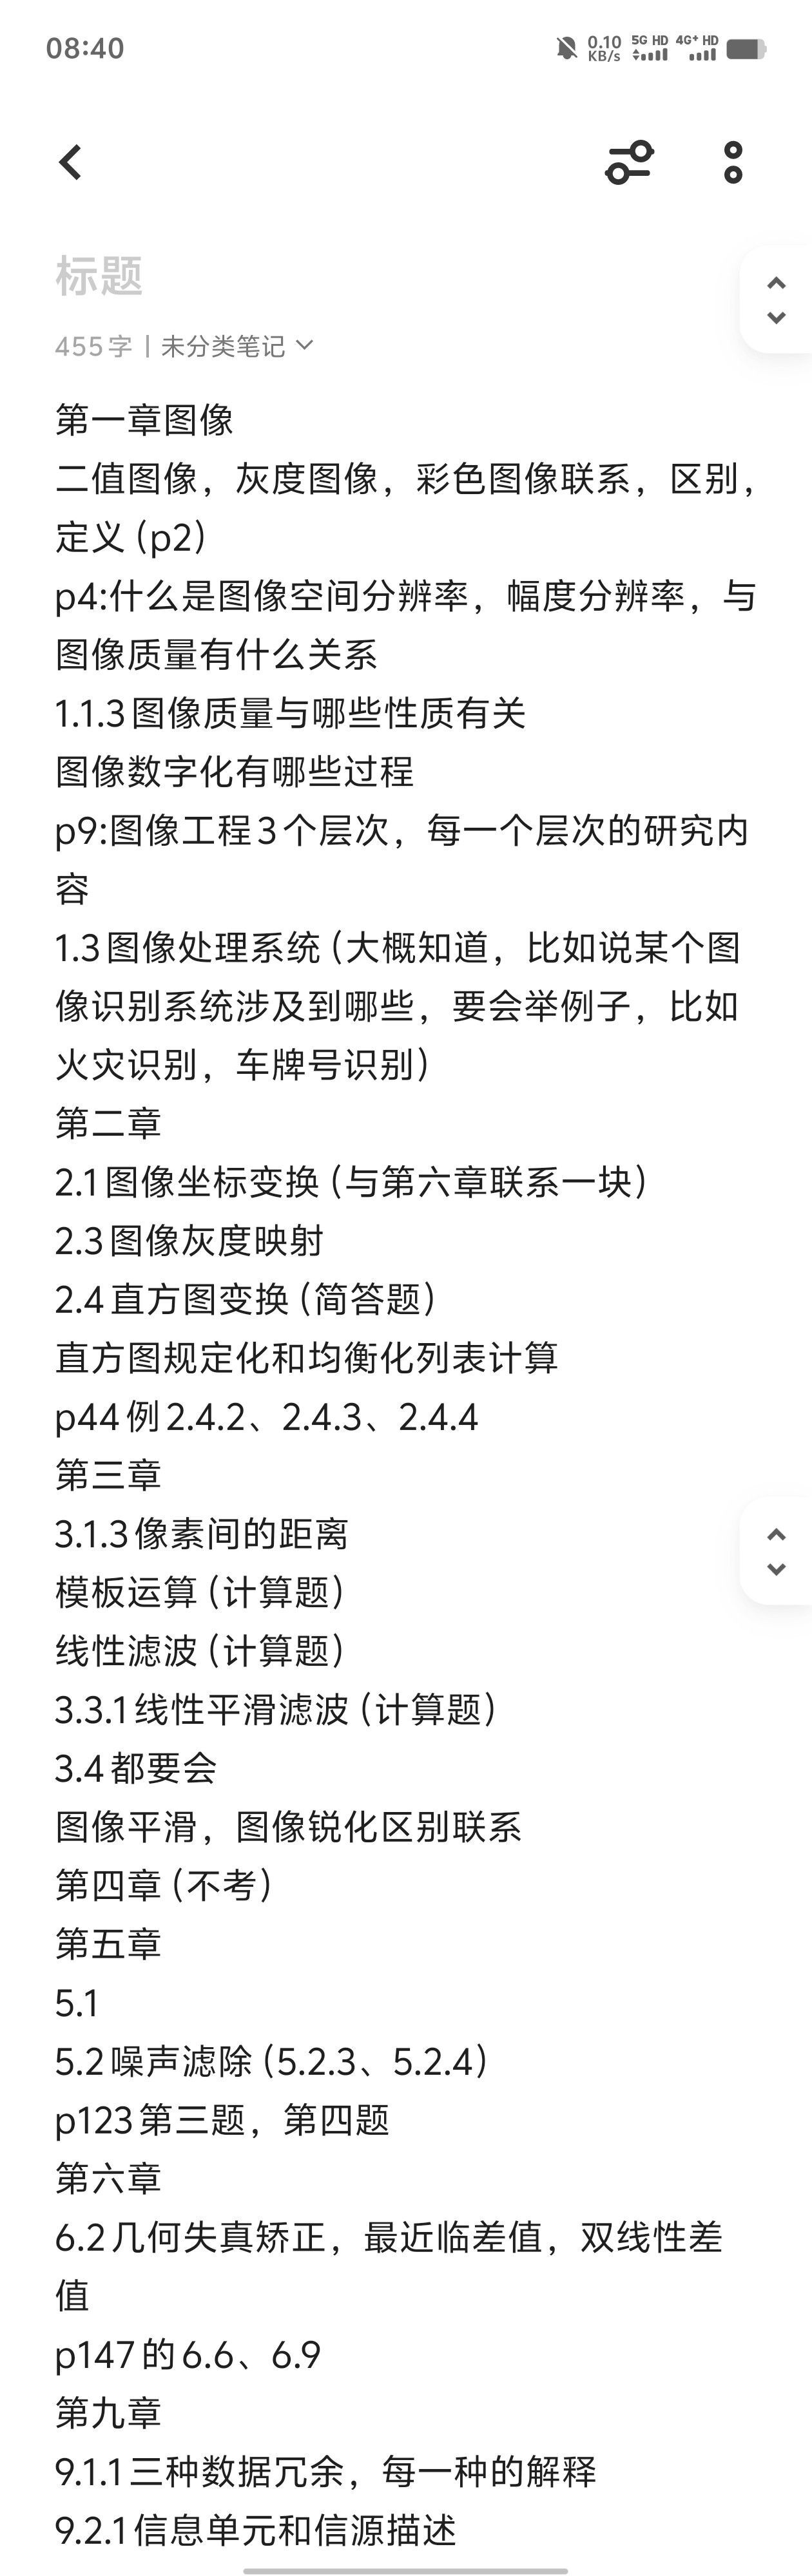 08:40
0.10 KB/s 5G HD 4G+ HD
标题
455字 | 未分类笔记
第一章图像
二值图像，灰度图像，彩色图像联系，区别，
定义（p2）
p4:什么是图像空间分辨率，幅度分辨率，与
图像质量有什么关系
1.1.3图像质量与哪些性质有关
图像数字化有哪些过程
p9:图像工程3个层次，每一个层次的研究内
容
1.3图像处理系统（大概知道，比如说某个图
像识别系统涉及到哪些，要会举例子，比如
火灾识别，车牌号识别）
第二章
2.1图像坐标变换（与第六章联系一块）
2.3图像灰度映射
2.4直方图变换（简答题）
直方图规定化和均衡化列表计算
p44例2.4.2、2.4.3、2.4.4
第三章
3.1.3像素间的距离
模板运算（计算题）
线性滤波（计算题）
3.3.1线性平滑滤波（计算题）
3.4都要会
图像平滑，图像锐化区别联系
第四章（不考）
第五章
5.1
5.2噪声滤除（5.2.3、5.2.4）
p123第三题，第四题
第六章
6.2几何失真矫正，最近临差值，双线性差
值
p147的6.6、6.9
第九章
9.1.1三种数据冗余，每一种的解释
9.2.1信息单元和信源描述